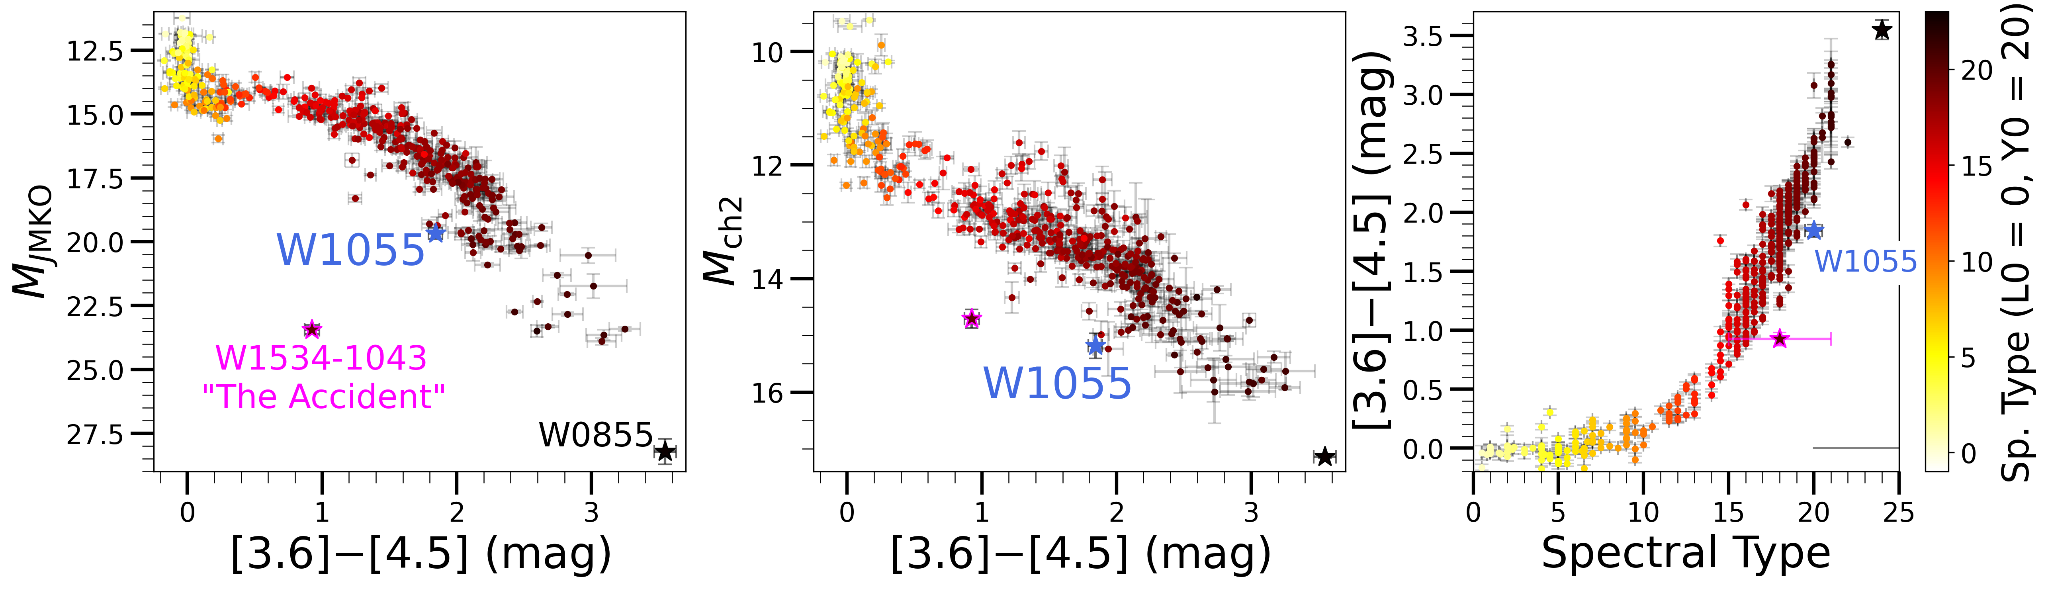 12.5
15.0
17.5
20.0
22.5
25.0
27.5
M_JMKO
W1055
W1534-1043
"The Accident"
W0855
0 1 2 3
[3.6]−[4.5] (mag)
10
12
14
16
M_ch2
W1055
0 1 2 3
[3.6]−[4.5] (mag)
3.5
3.0
2.5
2.0
1.5
1.0
0.5
0.0
[3.6]−[4.5] (mag)
W1055
0 5 10 15 20 25
Spectral Type
20
15
10
5
0
Sp. Type (L0 = 0, Y0 = 20)